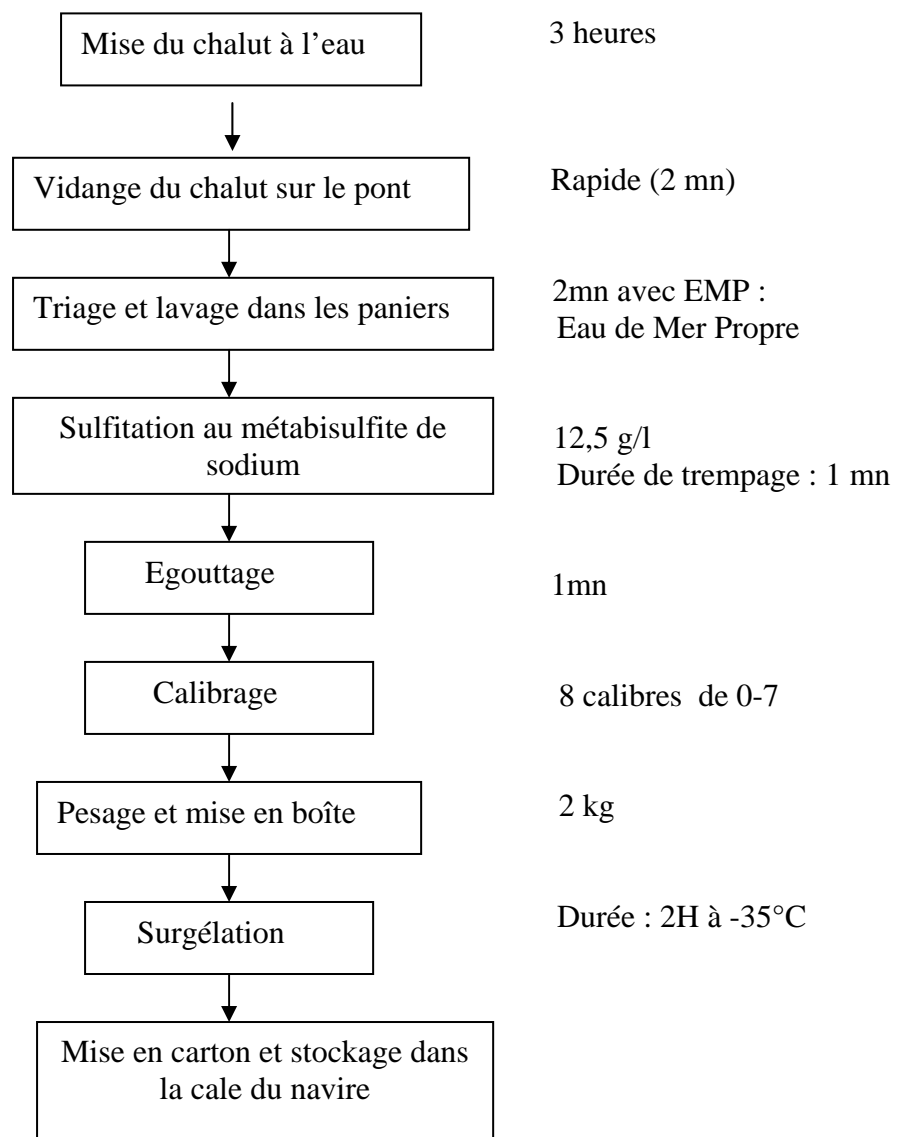 Mise du chalut à l’eau
3 heures
Vidange du chalut sur le pont
Rapide (2 mn)
Triage et lavage dans les paniers
2mn avec EMP :
Eau de Mer Propre
Sulfitation au métabisulfite de
sodium
12,5 g/l
Durée de trempage : 1 mn
Egouttage
1mn
Calibrage
8 calibres de 0-7
Pesage et mise en boîte
2 kg
Surgélation
Durée : 2H à -35°C
Mise en carton et stockage dans
la cale du navire